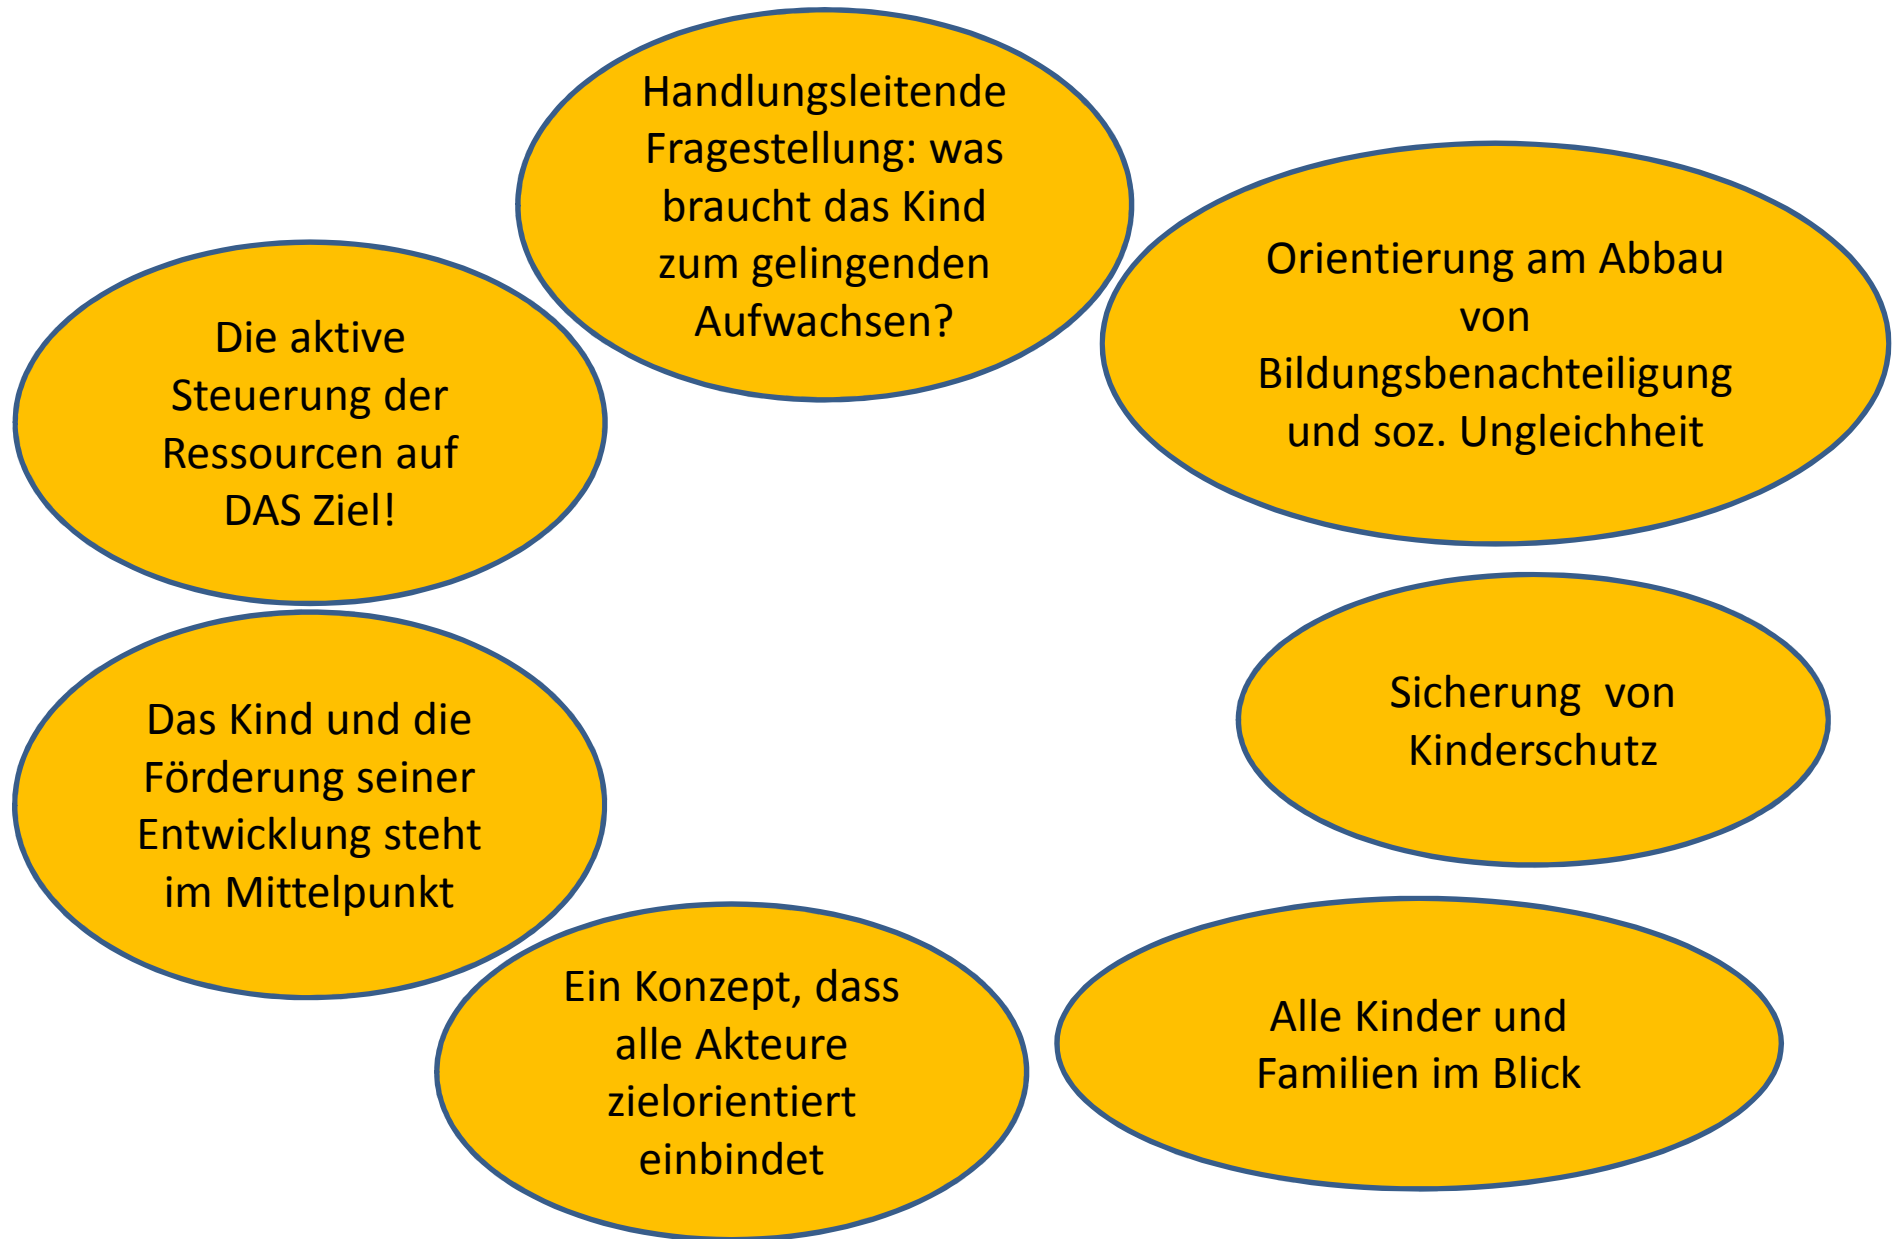 Handlungsleitende
Fragestellung: was
braucht das Kind
zum gelingenden
Aufwachsen?
Orientierung am Abbau
von
Bildungsbenachteiligung
und soz. Ungleichheit
Sicherung  von
Kinderschutz
Alle Kinder und
Familien im Blick
Ein Konzept, dass
alle Akteure
zielorientiert
einbindet
Das Kind und die
Förderung seiner
Entwicklung steht
im Mittelpunkt
Die aktive
Steuerung der
Ressourcen auf
DAS Ziel!